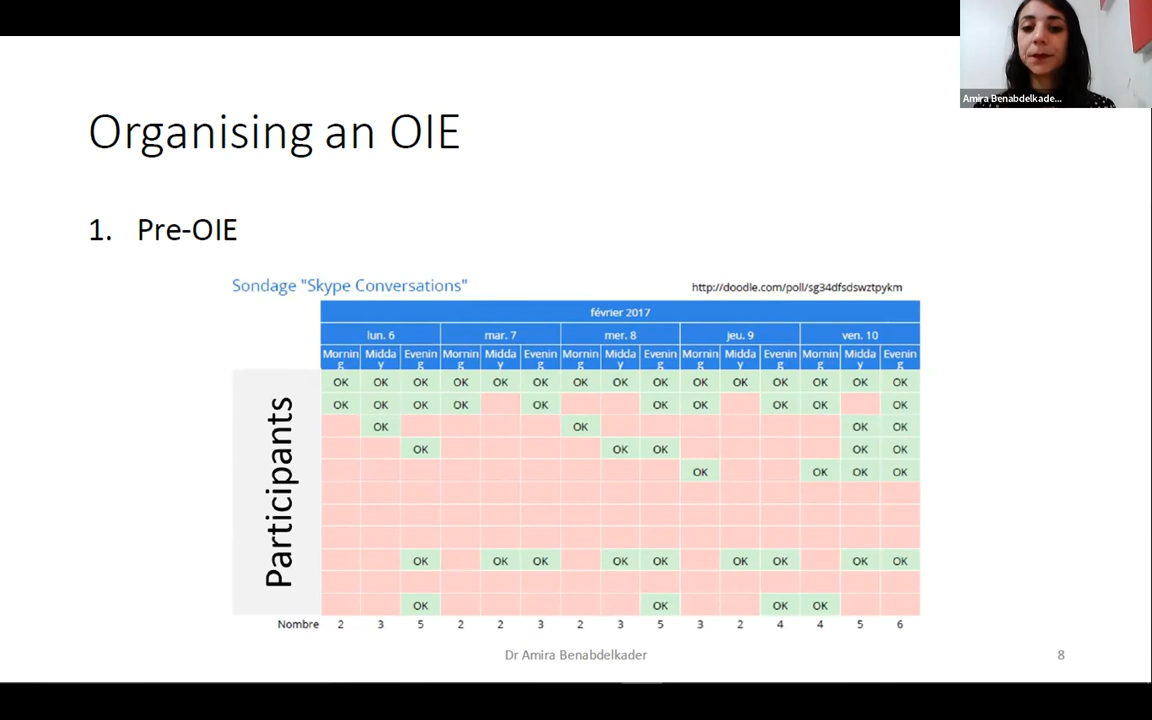 Amira Benabdelkade...
Organising an OIE
1. Pre-OIE
Sondage "Skype Conversations" http://doodle.com/poll/sg34dfsdswztpykm
février 2017
lun. 6 mar. 7 mer. 8 jeu. 9 ven. 10
Morning Midday Evening Morning Midday Evening Morning Midday Evening Morning Midday Evening Morning Midday Evening
Participants
OK OK OK OK OK OK OK OK OK OK OK OK OK OK OK
OK OK OK OK OK OK OK OK OK OK
OK OK OK OK
OK OK OK OK OK
OK OK OK OK
OK OK OK OK OK OK OK OK OK
OK OK OK OK
Nombre 2 3 5 2 2 3 2 3 5 3 2 4 4 5 6
Dr Amira Benabdelkader 8